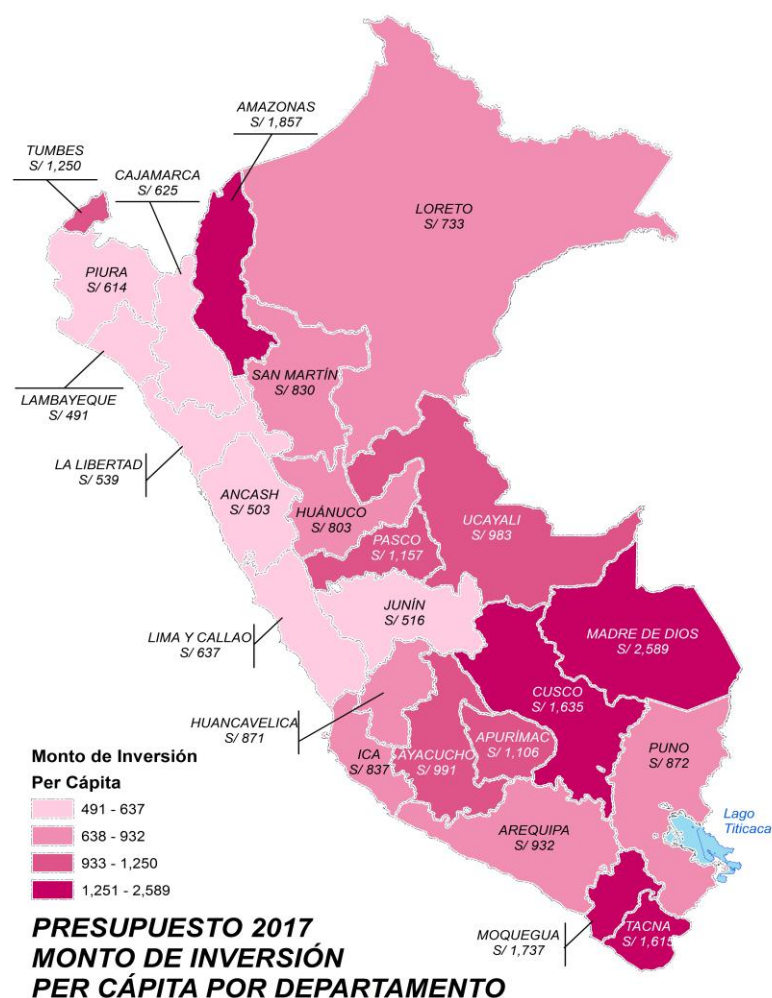 AMAZONAS
S/ 1,857
TUMBES
S/ 1,250
CAJAMARCA
S/ 625
LORETO
S/ 733
PIURA
S/ 614
SAN MARTÍN
S/ 830
LAMBAYEQUE
S/ 491
LA LIBERTAD
S/ 539
ANCASH
S/ 503
HUÁNUCO
S/ 803
UCAYALI
S/ 983
PASCO
S/ 1,157
JUNÍN
S/ 516
LIMA Y CALLAO
S/ 637
MADRE DE DIOS
S/ 2,589
CUSCO
S/ 1,635
HUANCAVELICA
S/ 871
APURÍMAC
S/ 1,106
ICA
S/ 837
AYACUCHO
S/ 991
PUNO
S/ 872
AREQUIPA
S/ 932
Lago
Titicaca
MOQUEGUA
S/ 1,737
TACNA
S/ 1,615
Monto de Inversión
Per Cápita
491 - 637
638 - 932
933 - 1,250
1,251 - 2,589
PRESUPUESTO 2017
MONTO DE INVERSIÓN
PER CÁPITA POR DEPARTAMENTO